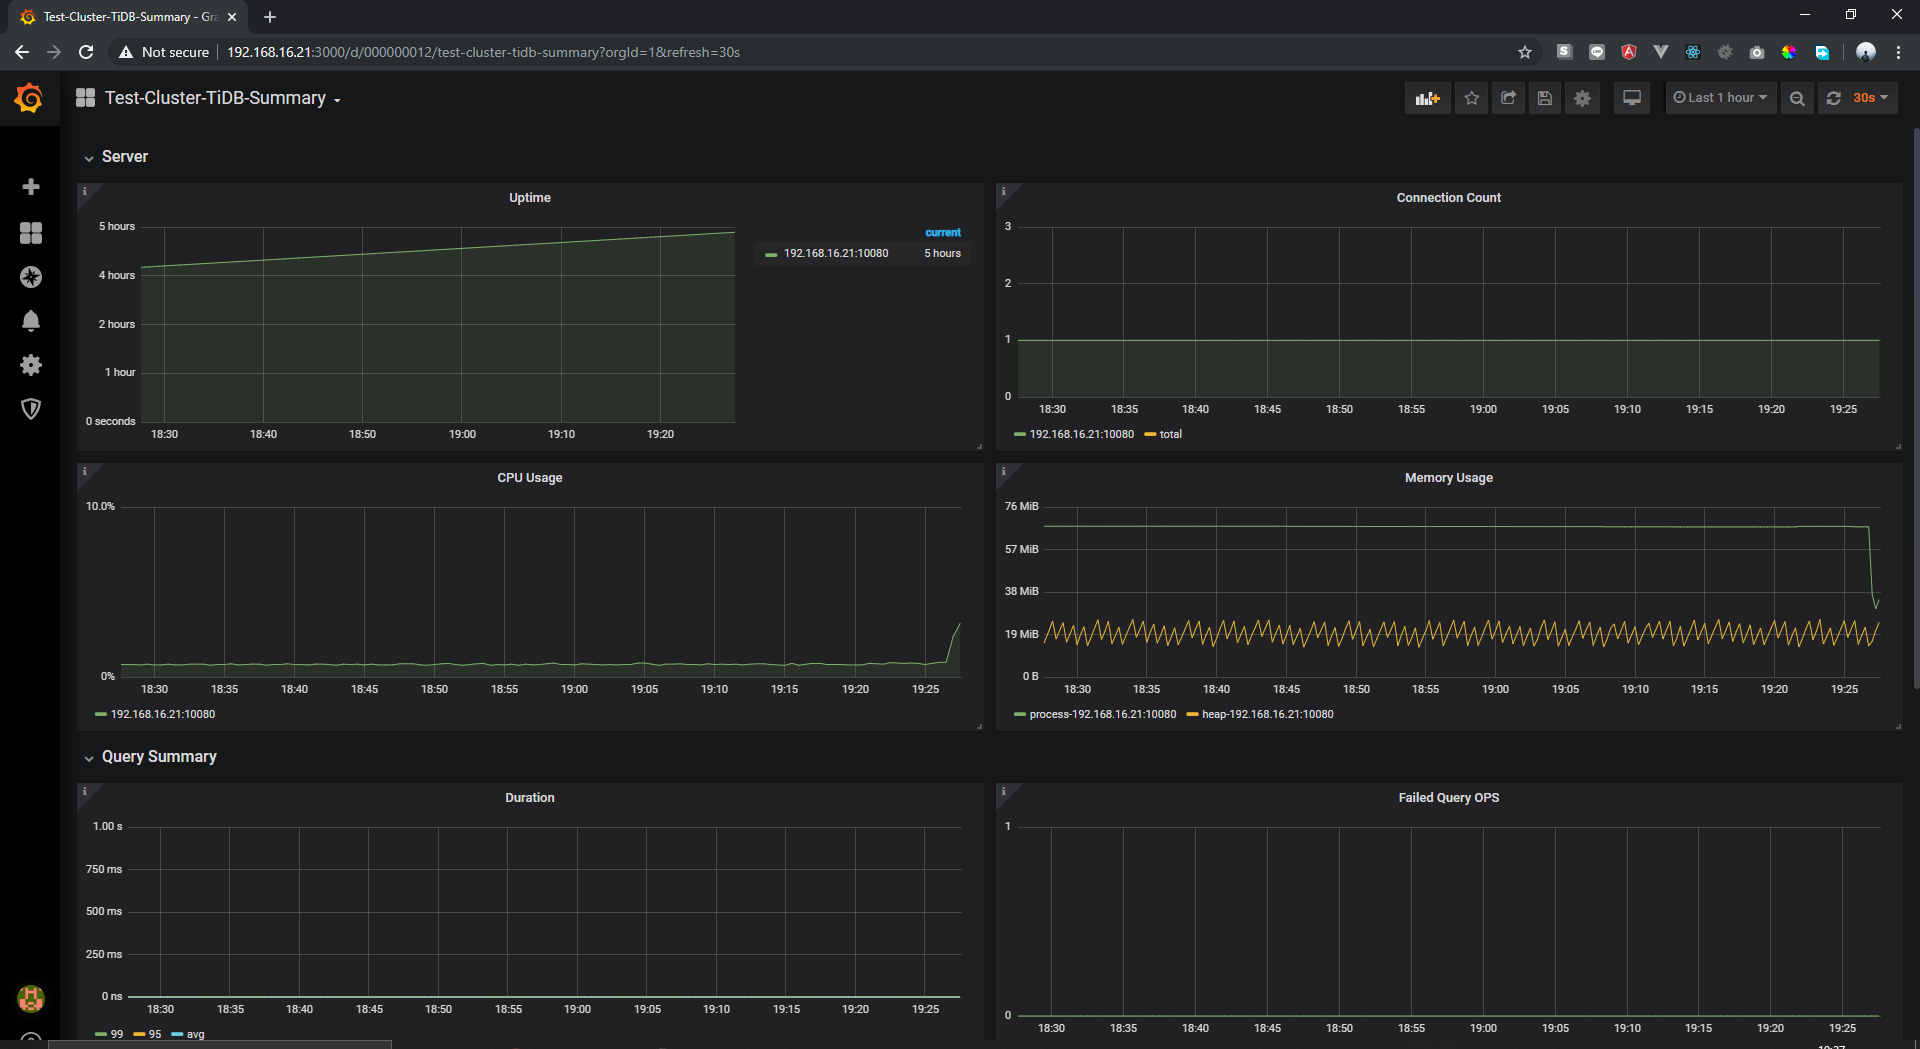 Test-Cluster-TiDB-Summary - Gra
Not secure 192.168.16.21:3000/d/000000012/test-cluster-tidb-summary?orgId=1&refresh=30s
Test-Cluster-TiDB-Summary
Last 1 hour
30s
Server
Uptime
5 hours
4 hours
2 hours
1 hour
0 seconds
18:30 18:40 18:50 19:00 19:10 19:20
current
192.168.16.21:10080 5 hours
Connection Count
3
2
1
0
18:30 18:35 18:40 18:45 18:50 18:55 19:00 19:05 19:10 19:15 19:20 19:25
192.168.16.21:10080 total
CPU Usage
10.0%
0%
18:30 18:35 18:40 18:45 18:50 18:55 19:00 19:05 19:10 19:15 19:20 19:25
192.168.16.21:10080
Memory Usage
76 MiB
57 MiB
38 MiB
19 MiB
0 B
18:30 18:35 18:40 18:45 18:50 18:55 19:00 19:05 19:10 19:15 19:20 19:25
process-192.168.16.21:10080 heap-192.168.16.21:10080
Query Summary
Duration
1.00 s
750 ms
500 ms
250 ms
0 ns
18:30 18:35 18:40 18:45 18:50 18:55 19:00 19:05 19:10 19:15 19:20 19:25
99 95 avg
Failed Query OPS
1
0
18:30 18:35 18:40 18:45 18:50 18:55 19:00 19:05 19:10 19:15 19:20 19:25